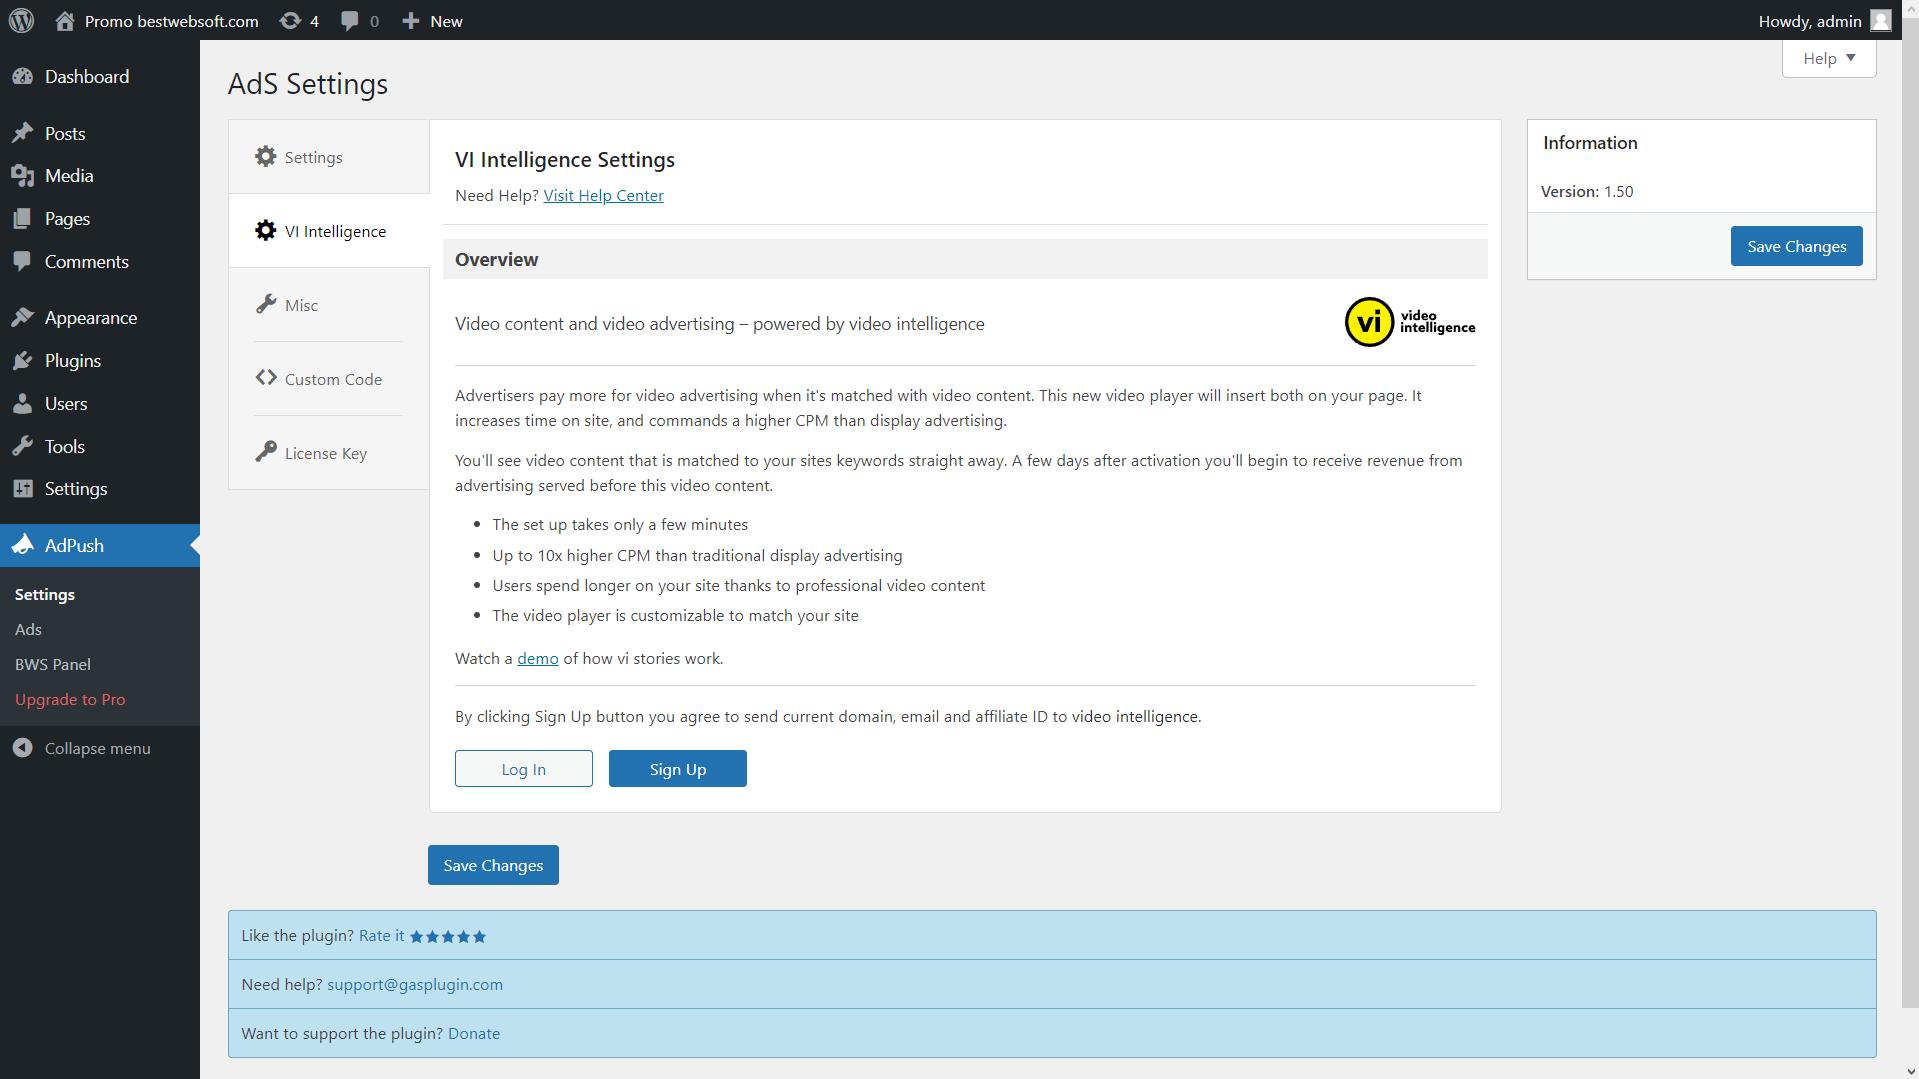 Promo bestwebsoft.com 4 0 New Howdy, admin
Help
Dashboard
Posts
Media
Pages
Comments
Appearance
Plugins
Users
Tools
Settings
AdPush
Settings
Ads
BWS Panel
Upgrade to Pro
Collapse menu
AdS Settings
Settings
VI Intelligence
Misc
Custom Code
License Key
VI Intelligence Settings
Need Help? Visit Help Center
Overview
Video content and video advertising – powered by video intelligence
vi video
intelligence
Advertisers pay more for video advertising when it's matched with video content. This new video player will insert both on your page. It
increases time on site, and commands a higher CPM than display advertising.
You'll see video content that is matched to your sites keywords straight away. A few days after activation you'll begin to receive revenue from
advertising served before this video content.
• The set up takes only a few minutes
• Up to 10x higher CPM than traditional display advertising
• Users spend longer on your site thanks to professional video content
• The video player is customizable to match your site
Watch a demo of how vi stories work.
By clicking Sign Up button you agree to send current domain, email and affiliate ID to video intelligence.
Log In Sign Up
Information
Version: 1.50
Save Changes
Save Changes
Like the plugin? Rate it ★★★★★
Need help? support@gasplugin.com
Want to support the plugin? Donate